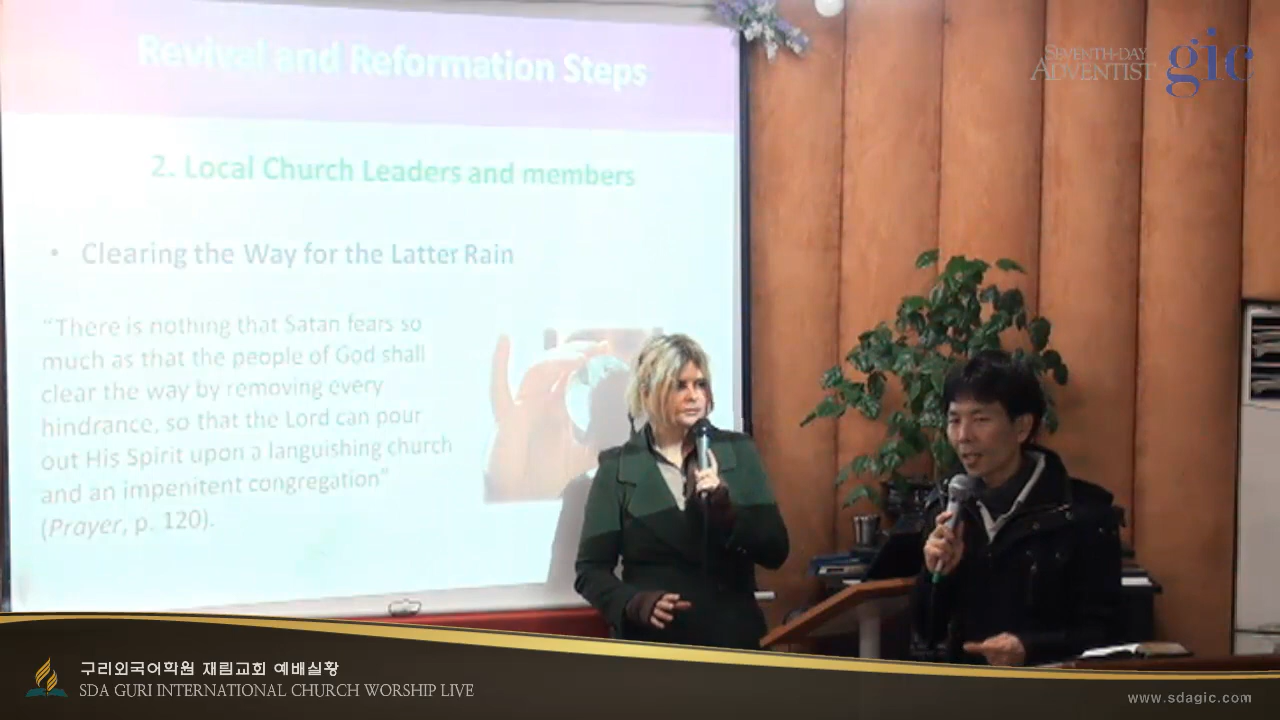 Revival and Reformation Steps
SEVENTH-DAY
ADVENTIST
gic
2. Local Church Leaders and members
• Clearing the Way for the Latter Rain
“There is nothing that Satan fears so
much as that the people of God shall
clear the way by removing every
hindrance, so that the Lord can pour
out His Spirit upon a languishing church
and an impenitent congregation”
(Prayer, p. 120).
구리외국어학원 재림교회 예배실황
SDA GURI INTERNATIONAL CHURCH WORSHIP LIVE
www.sdagic.com